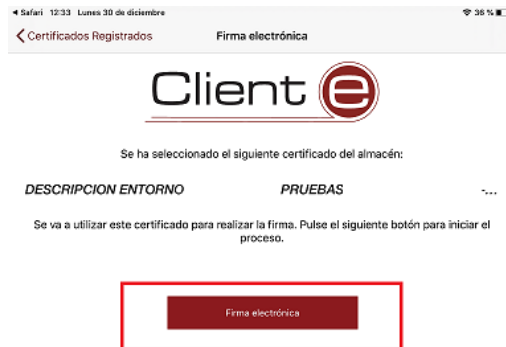 Safari 12:33 Lunes 30 de diciembre 36 %
Certificados Registrados Firma electrónica
Client e
Se ha seleccionado el siguiente certificado del almacén:
DESCRIPCION ENTORNO PRUEBAS -...
Se va a utilizar este certificado para realizar la firma. Pulse el siguiente botón para iniciar el
proceso.
Firma electrónica